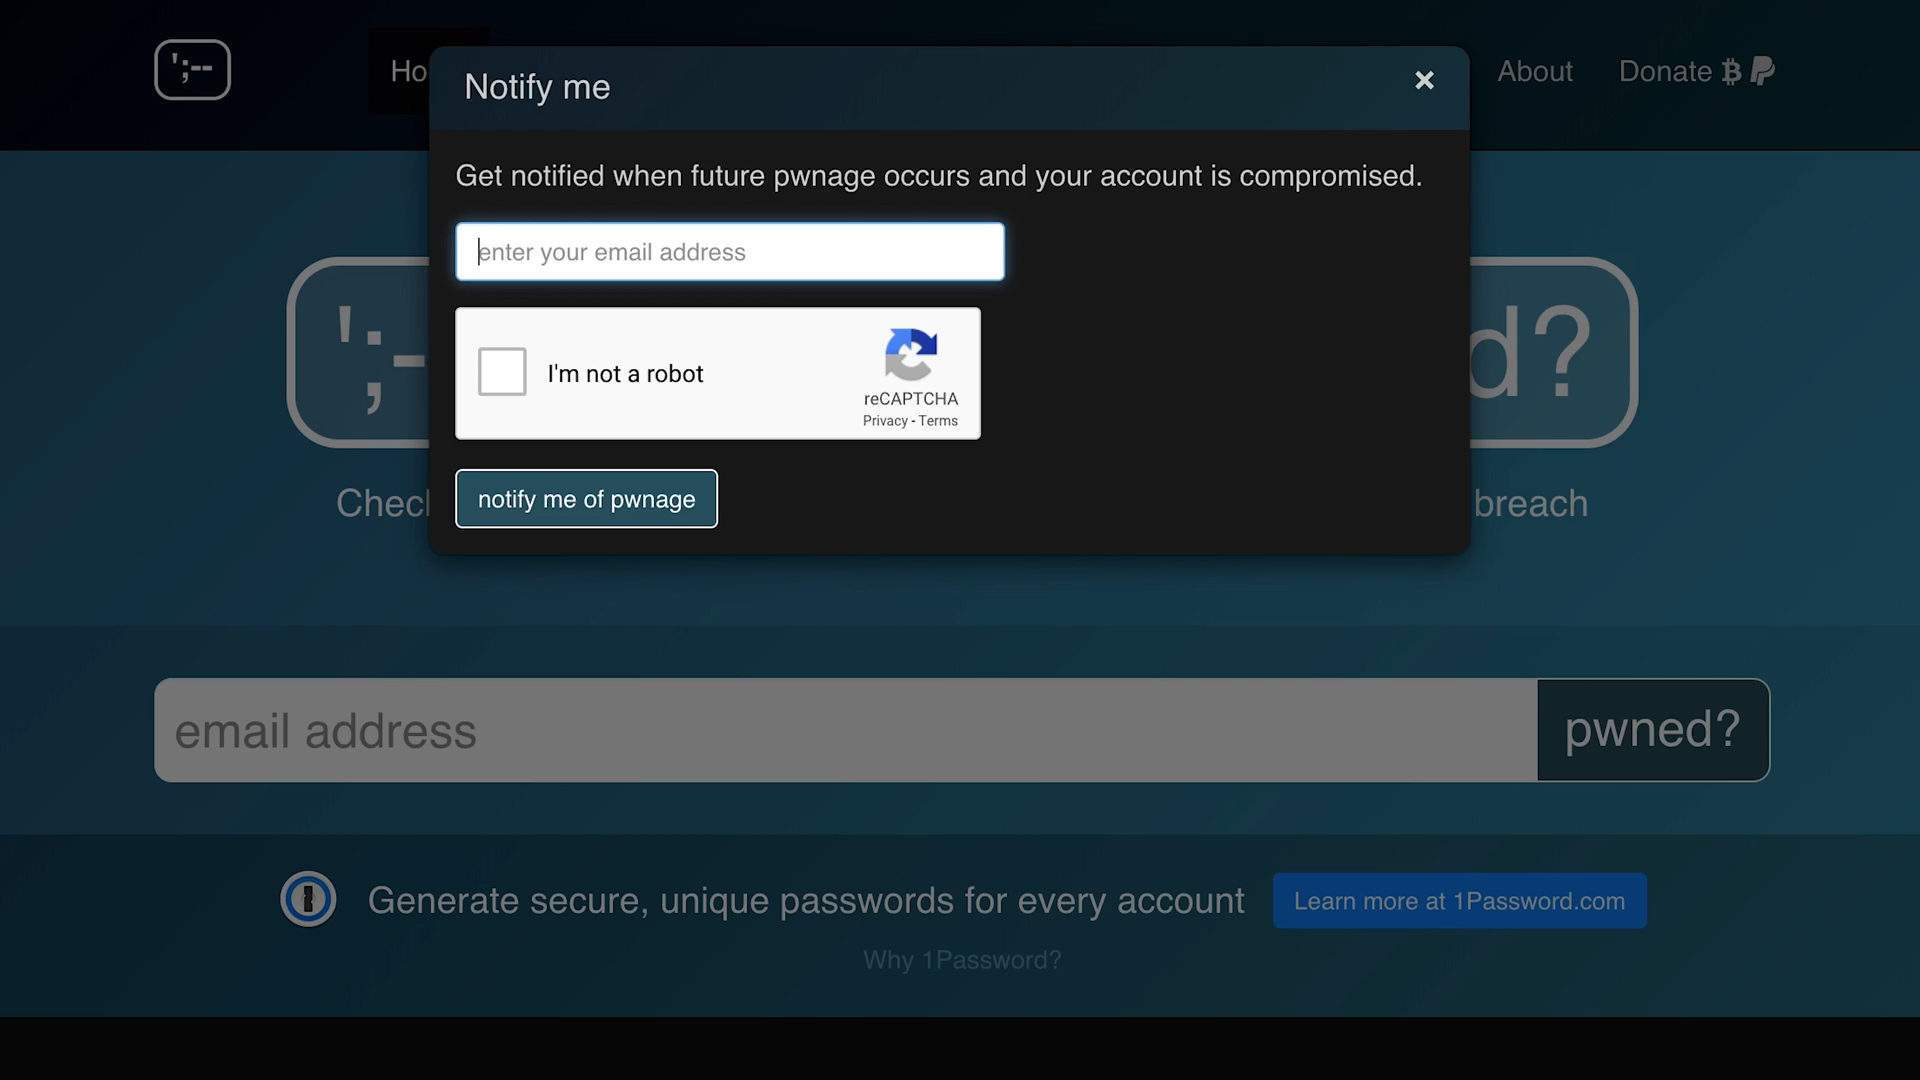 ';--
Ho
About
Donate
Notify me
×
Get notified when future pwnage occurs and your account is compromised.
enter your email address
I'm not a robot
reCAPTCHA
Privacy - Terms
notify me of pwnage
';-
d?
Chec
breach
email address
pwned?
Generate secure, unique passwords for every account
Learn more at 1Password.com
Why 1Password?